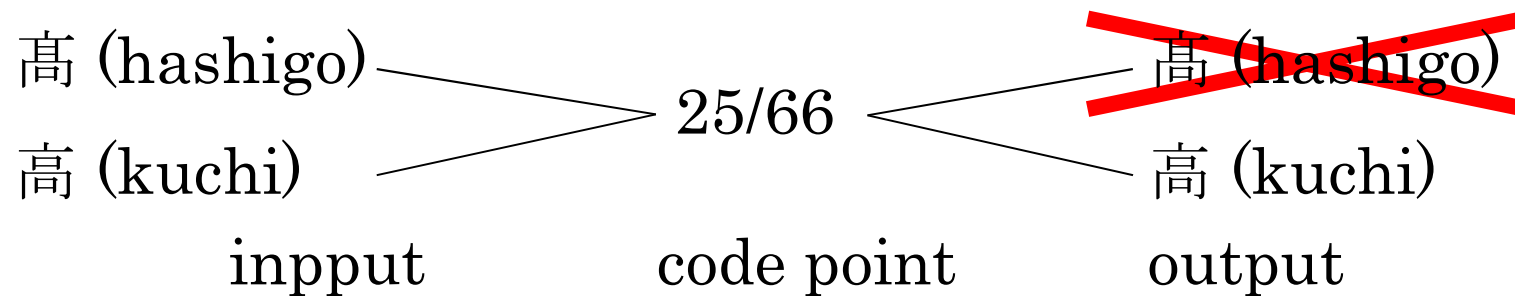 髙 (hashigo) 25/66 髙 (hashigo)
高 (kuchi) 高 (kuchi)
inpput code point output